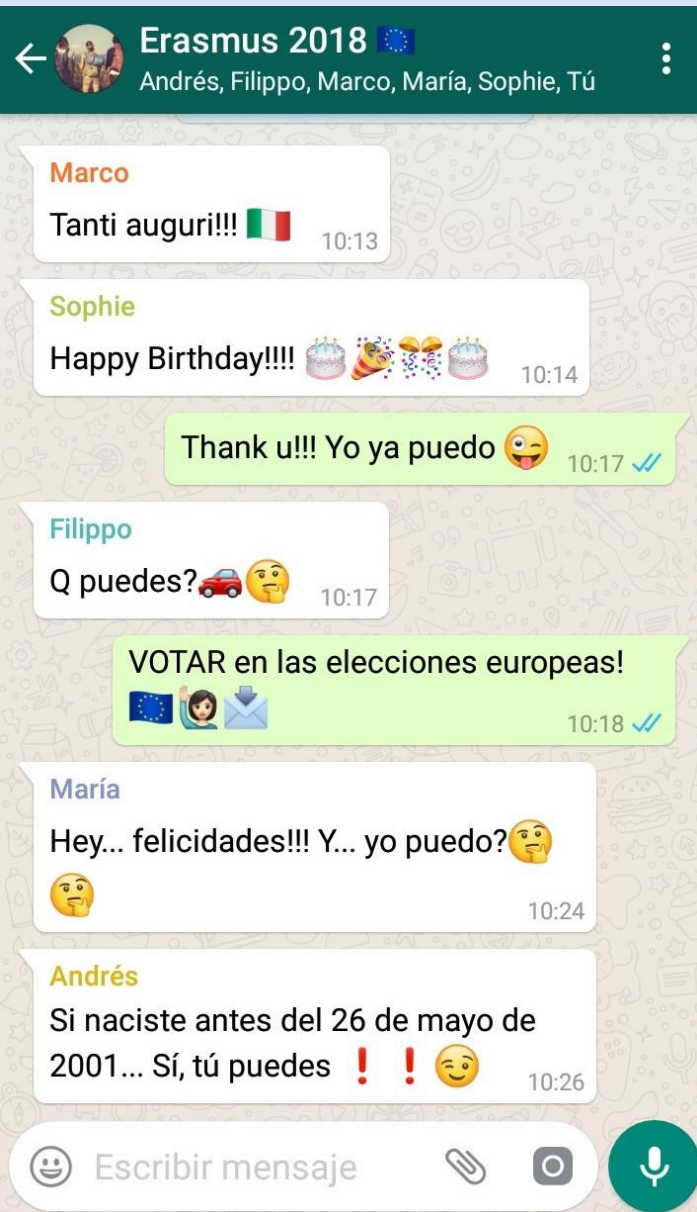 Erasmus 2018 🇪🇺
Andrés, Filippo, Marco, María, Sophie, Tú
Marco
Tanti auguri!!! 🇮🇹 10:13
Sophie
Happy Birthday!!!! 🎂🎉🎊🎂 10:14
Thank u!!! Yo ya puedo 😜 10:17
Filippo
Q puedes?🚗🤔 10:17
VOTAR en las elecciones europeas!
🇪🇺🙋🏻📩 10:18
María
Hey... felicidades!!! Y... yo puedo?🤔
🤔 10:24
Andrés
Si naciste antes del 26 de mayo de
2001... Sí, tú puedes ❗❗😉 10:26
Escribir mensaje